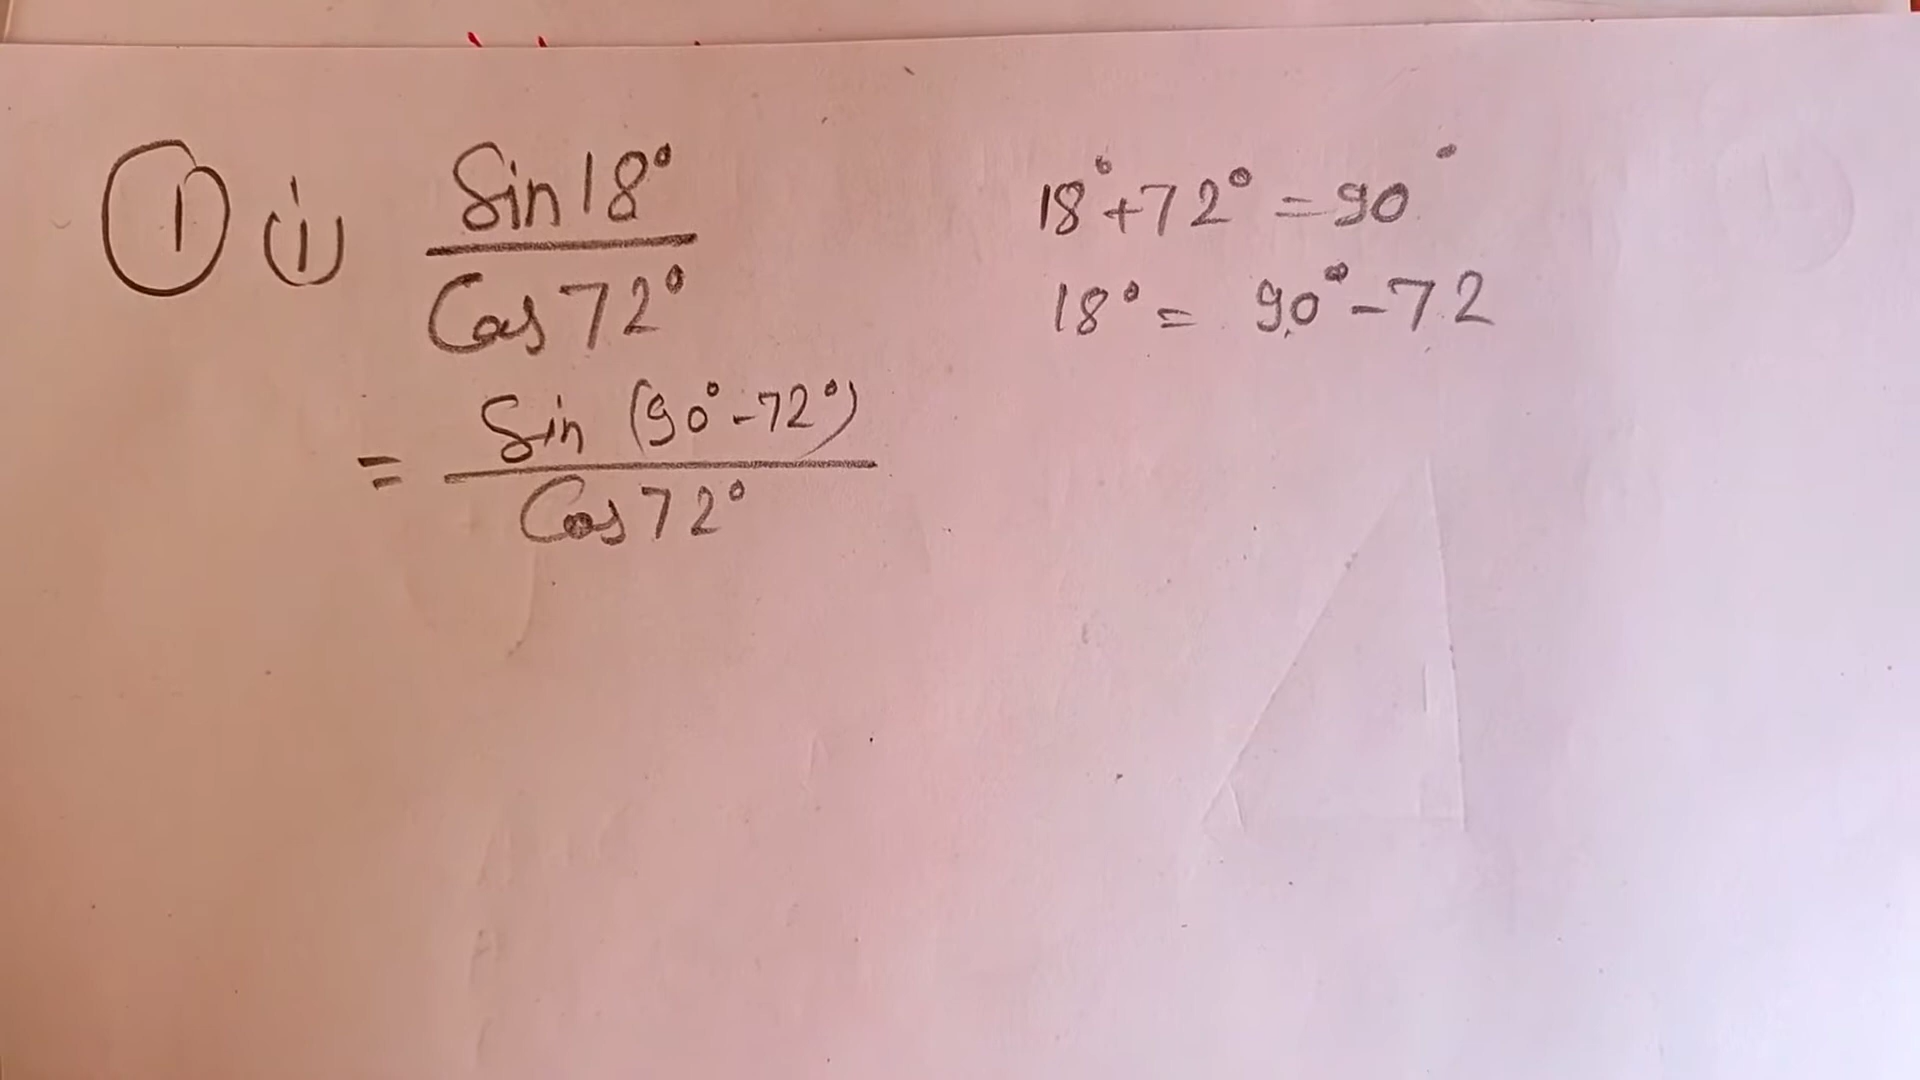 1 (i) Sin 18° / Cos 72°
18° + 72° = 90°
18° = 90° - 72
= Sin (90° - 72°) / Cos 72°